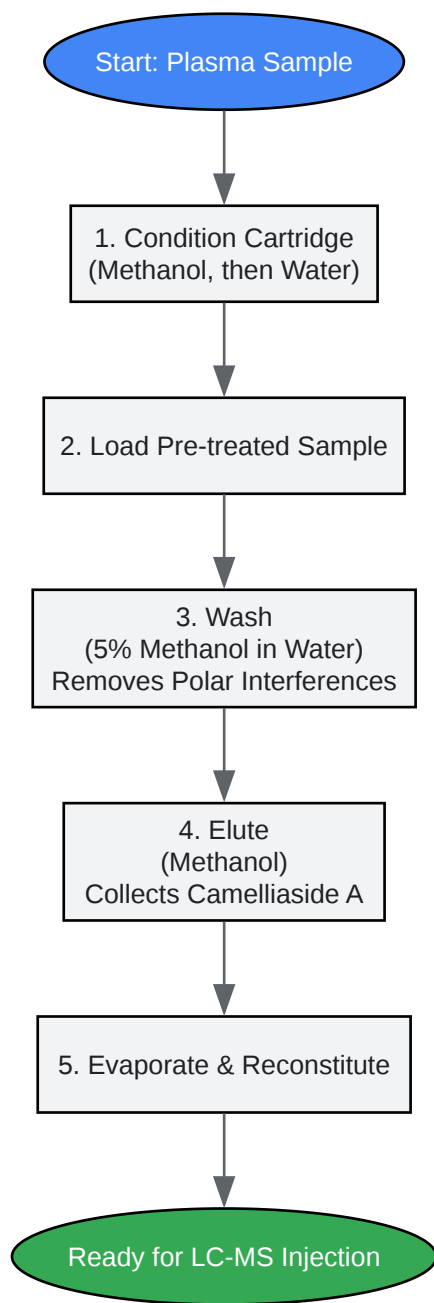 Start: Plasma Sample
1. Condition Cartridge
(Methanol, then Water)
2. Load Pre-treated Sample
3. Wash
(5% Methanol in Water)
Removes Polar Interferences
4. Elute
(Methanol)
Collects Camelliaside A
5. Evaporate & Reconstitute
Ready for LC-MS Injection